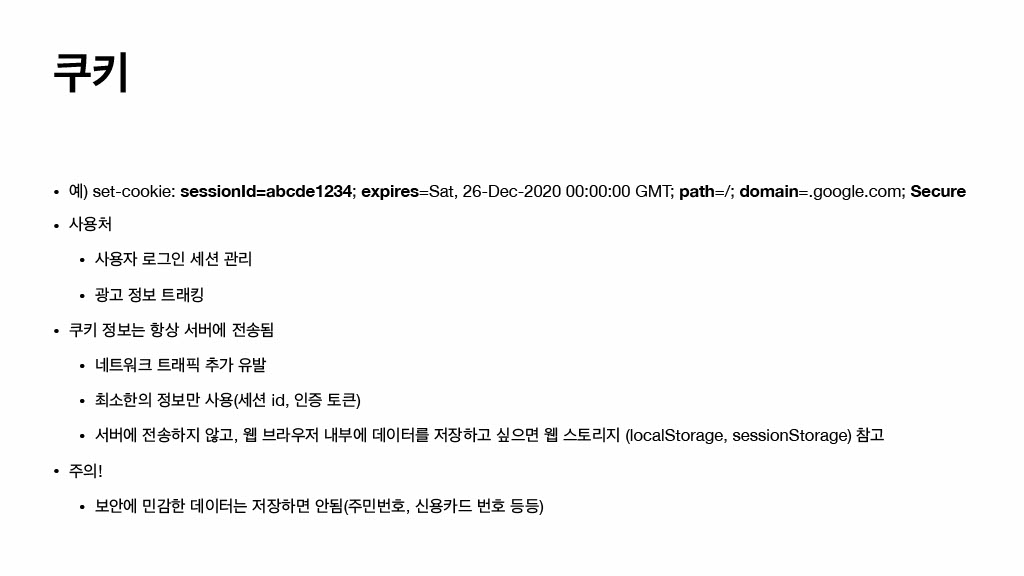 쿠키
• 예) set-cookie: sessionId=abcde1234; expires=Sat, 26-Dec-2020 00:00:00 GMT; path=/; domain=.google.com; Secure
• 사용처
• 사용자 로그인 세션 관리
• 광고 정보 트래킹
• 쿠키 정보는 항상 서버에 전송됨
• 네트워크 트래픽 추가 유발
• 최소한의 정보만 사용(세션 id, 인증 토큰)
• 서버에 전송하지 않고, 웹 브라우저 내부에 데이터를 저장하고 싶으면 웹 스토리지 (localStorage, sessionStorage) 참고
• 주의!
• 보안에 민감한 데이터는 저장하면 안됨(주민번호, 신용카드 번호 등등)